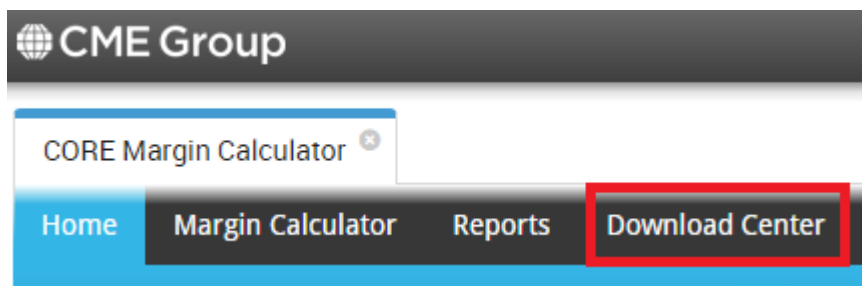 CME Group
CORE Margin Calculator
Home Margin Calculator Reports Download Center